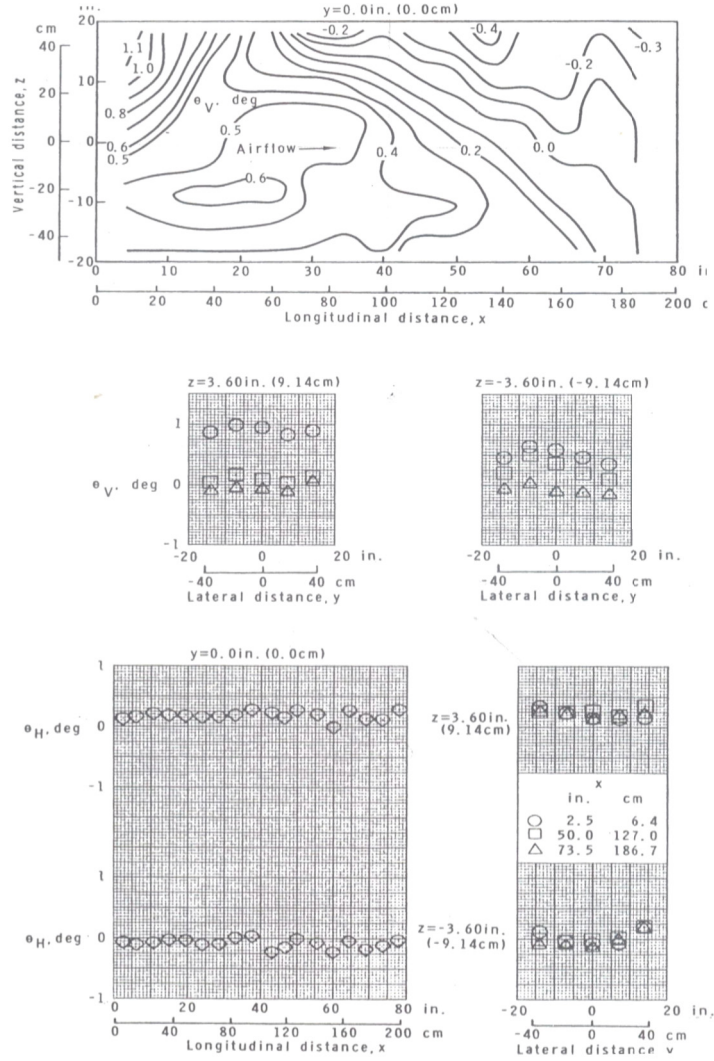 in.
y=0.0in.(0.0cm)
cm
20
40
1.1
1.0
-0.2
-0.4
-0.3
-0.2
10
20
0.8
θV, deg
0.5
Vertical distance, z
0
0
0.6
0.5
Airflow
0.4
0.2
0.0
-20
-10
0.6
-40
-20
0 10 20 30 40 50 60 70 80
0 20 40 60 80 100 120 140 160 180 200
Longitudinal distance, x
z=3.60in.(9.14cm) z=-3.60in.(-9.14cm)
1
θV, deg 0
-1
-20 0 20 in. -20 0 20 in.
-40 0 40 cm -40 0 40 cm
Lateral distance, y Lateral distance, y
y=0.0in.(0.0cm)
1
θH, deg 0
-1
z=3.60in.
(9.14cm)
x
in. cm
2.5 6.4
50.0 127.0
73.5 186.7
1
θH, deg 0
-1
z=-3.60in.
(-9.14cm)
0 20 40 60 80 in. -20 0 20 in.
0 40 80 120 160 200 cm -40 0 40 cm
Longitudinal distance, x Lateral distance